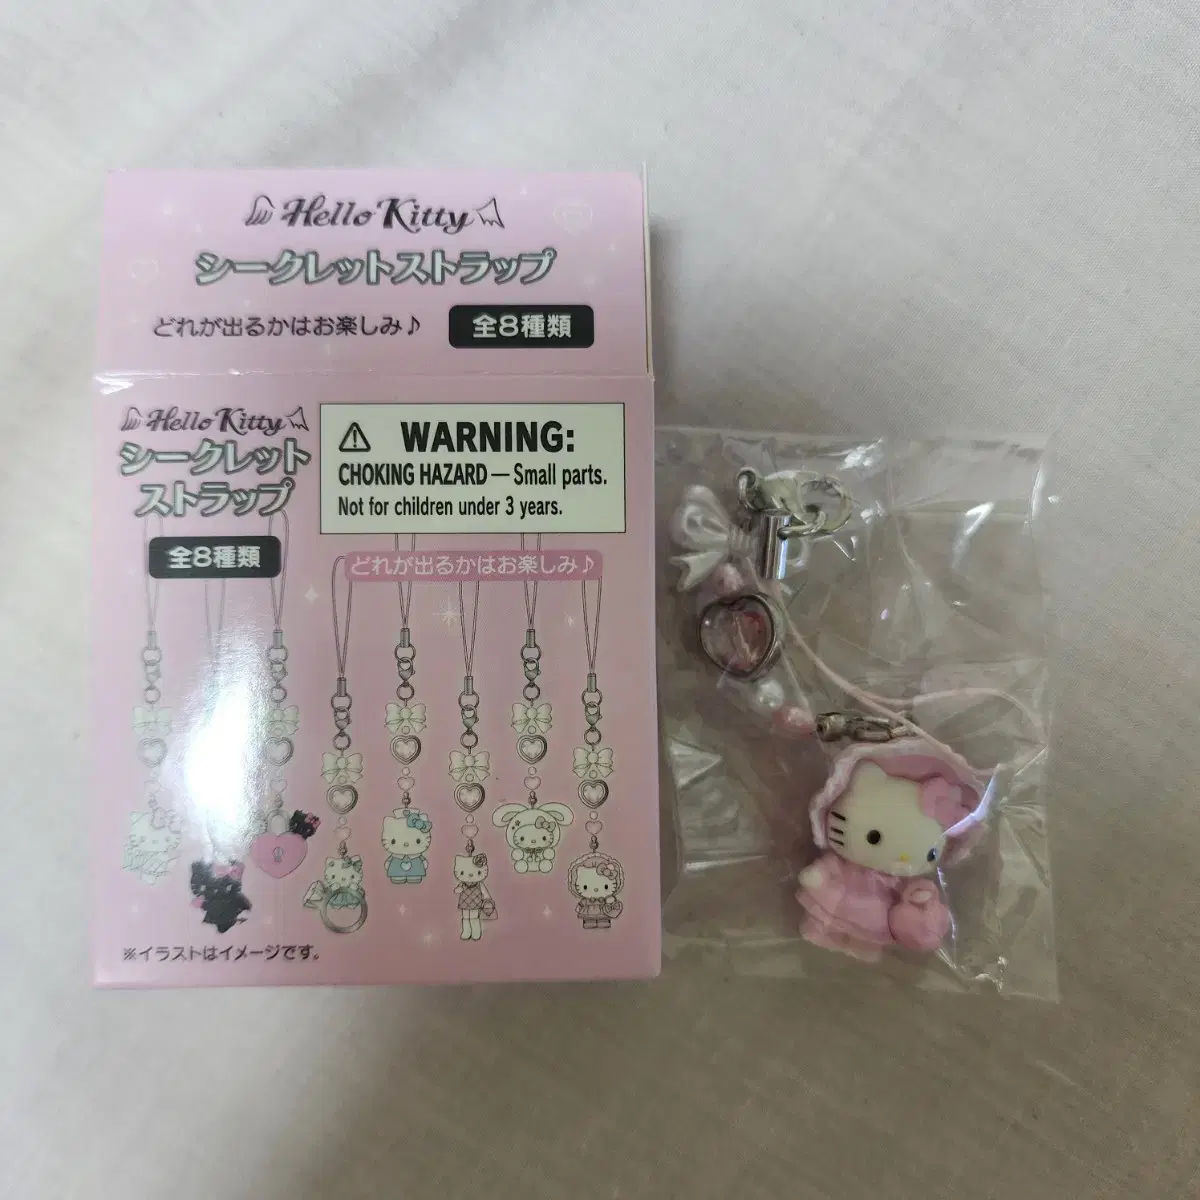 Hello Kitty
シークレットストラップ
どれが出るかはお楽しみ♪
全8種類
Hello Kitty
シークレット
ストラップ
全8種類
⚠ WARNING:
CHOKING HAZARD — Small parts.
Not for children under 3 years.
どれが出るかはお楽しみ♪
※イラストはイメージです。